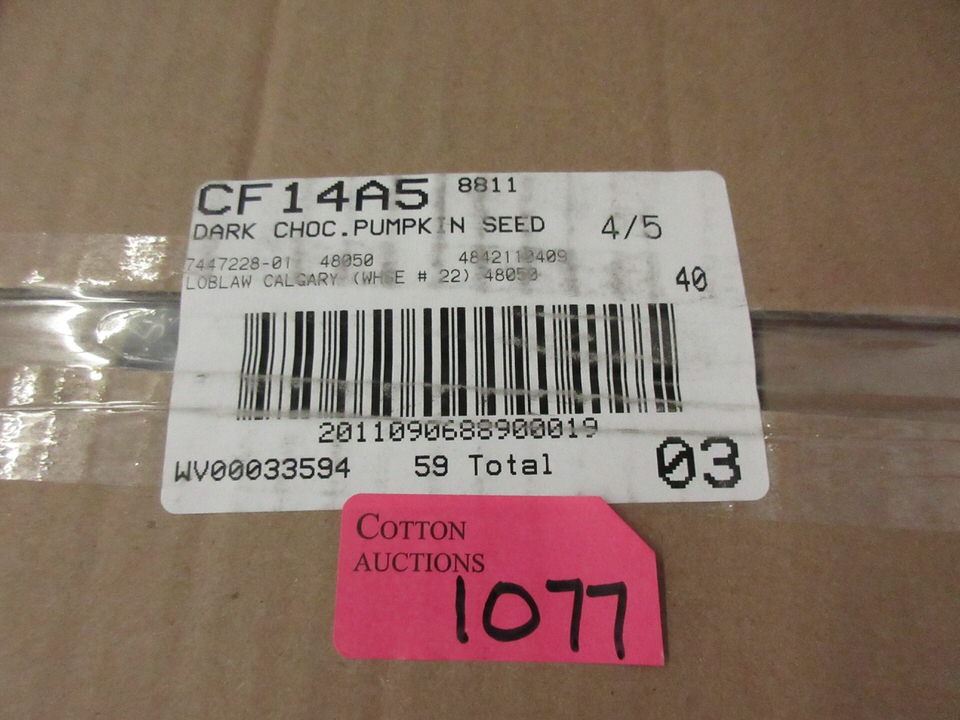 CF14A5 8811
DARK CHOC.PUMPKIN SEED 4/5
7447228-01 48050 4842110409
LOBLAW CALGARY (WHSE # 22) 48050 40
2011090688900019
WV00033594 59 Total 03
COTTON
AUCTIONS
1077